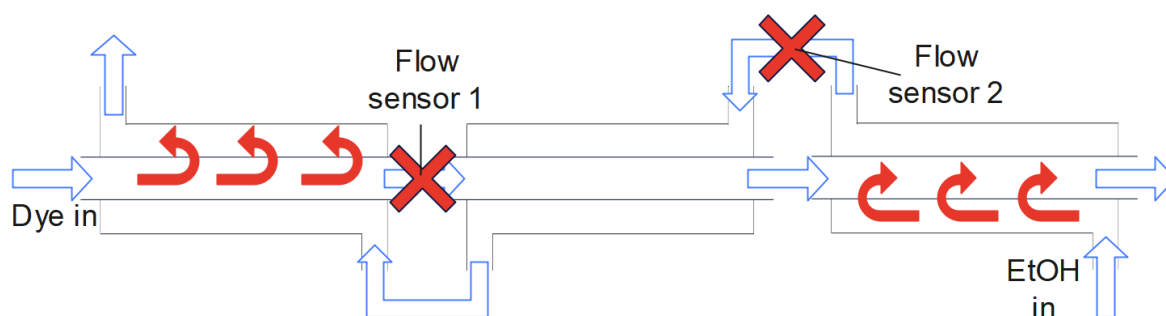 Flow
sensor 1
Flow
sensor 2
Dye in
EtOH
in